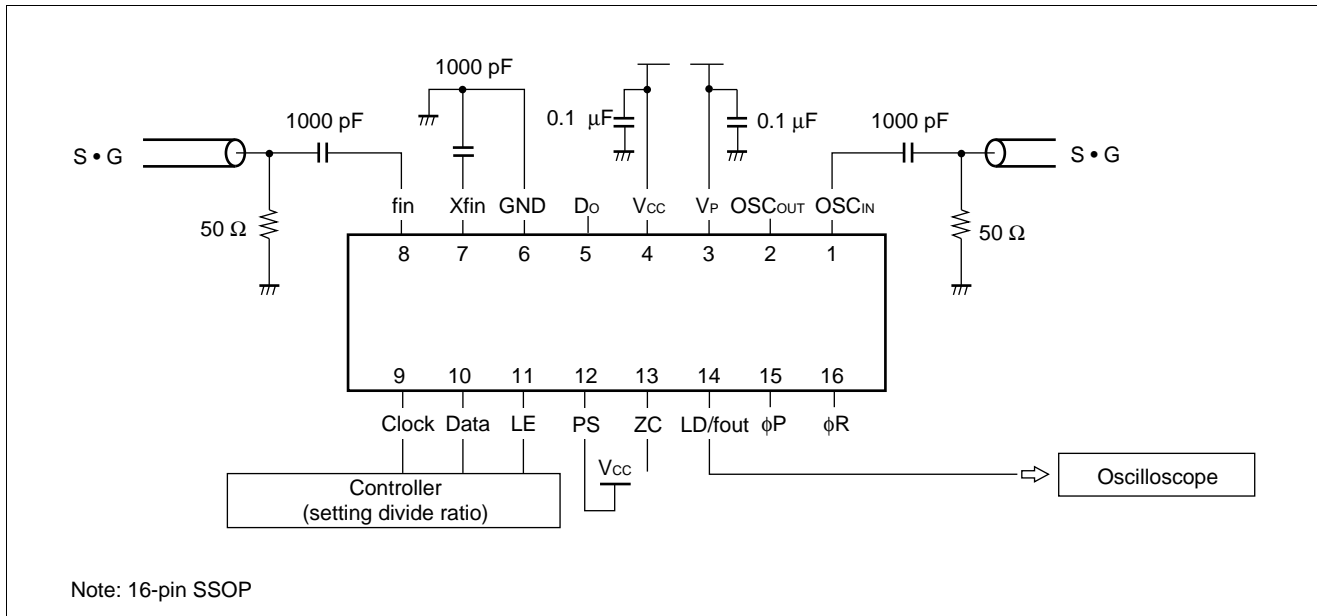 1000 pF
1000 pF
0.1 μF
0.1 μF
1000 pF
S • G
S • G
50 Ω
50 Ω
fin Xfin GND DO VCC VP OSCOUT OSCIN
8 7 6 5 4 3 2 1
9 10 11 12 13 14 15 16
Clock Data LE PS ZC LD/fout ϕP ϕR
VCC
Controller
(setting divide ratio)
Oscilloscope
Note: 16-pin SSOP